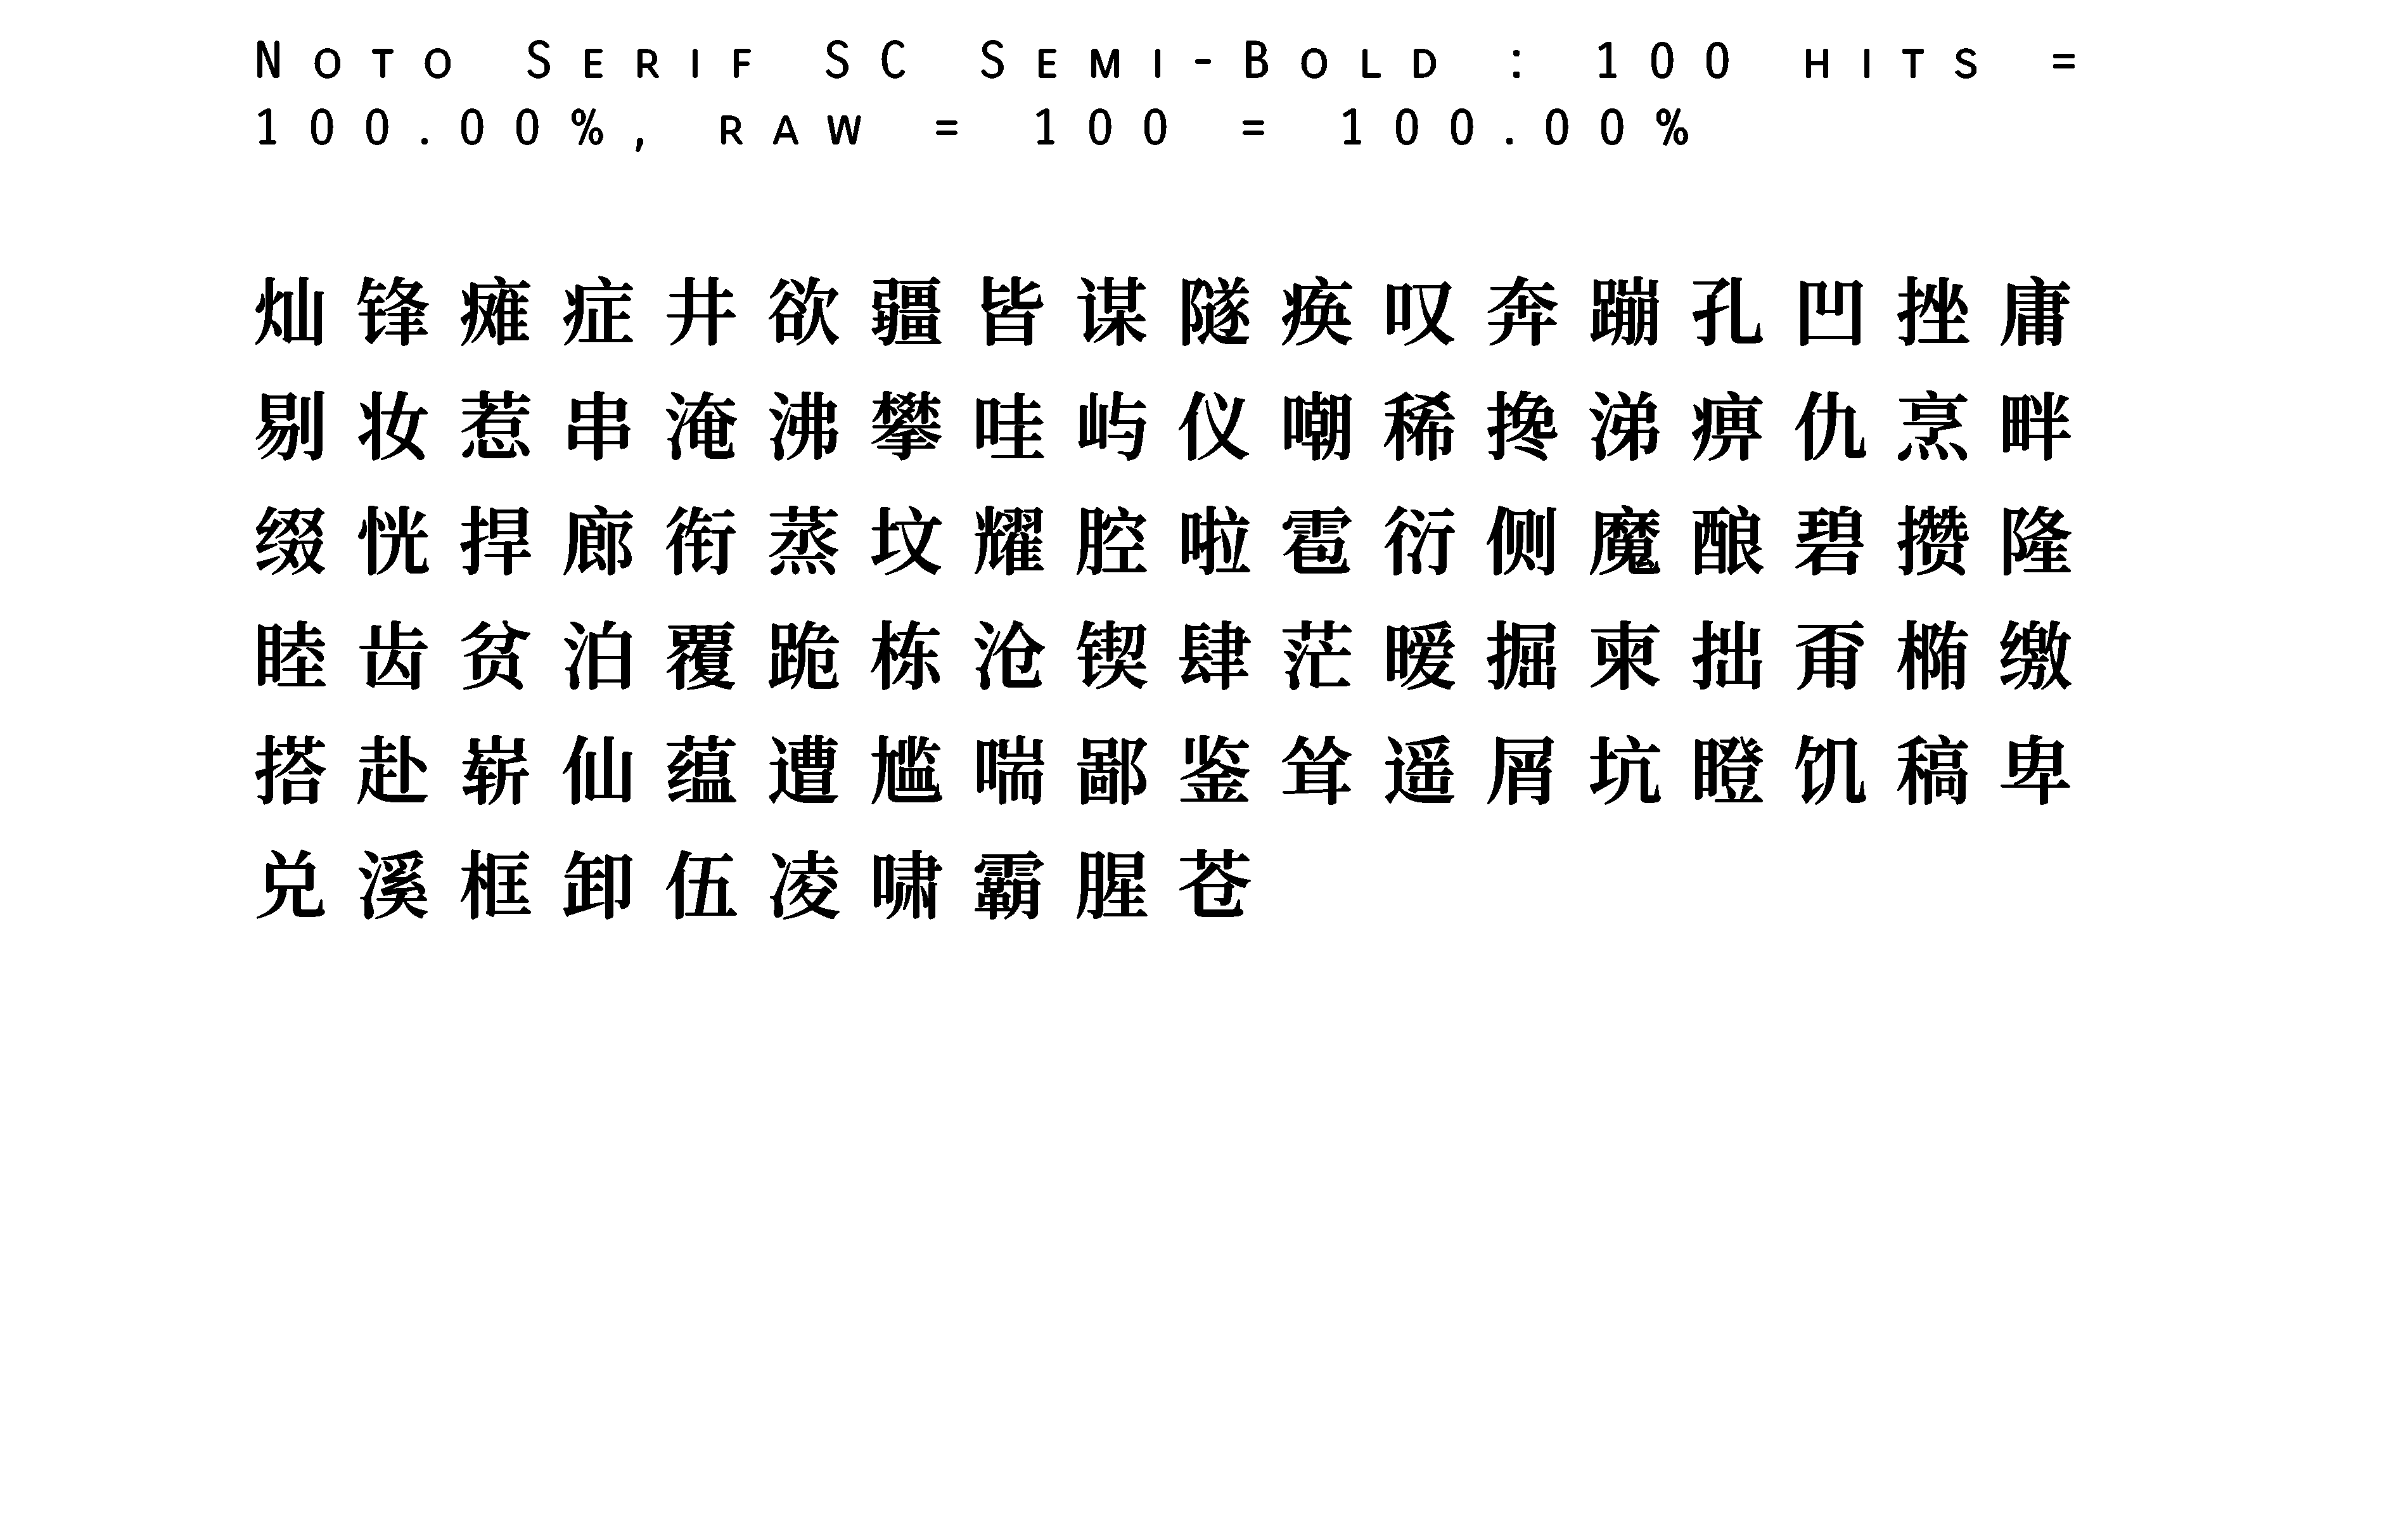 Noto Serif SC Semi-Bold : 100 hits =
100.00%, raw = 100 = 100.00%
灿锋瘫症井欲疆皆谋隧痪叹奔蹦孔凹挫庸
剔妆惹串淹沸攀哇屿仪嘲稀搀涕痹仇烹畔
缀恍捍廊衔蒸坟耀腔啦雹衍侧魔酿碧攒隆
睦齿贫泊覆跪栋沧锲肆茫暧掘柬拙甭椭缴
搭赴崭仙蕴遭尴喘鄙鉴耸遥屑坑瞪饥稿卑
兑溪框卸伍凌啸霸腥苍